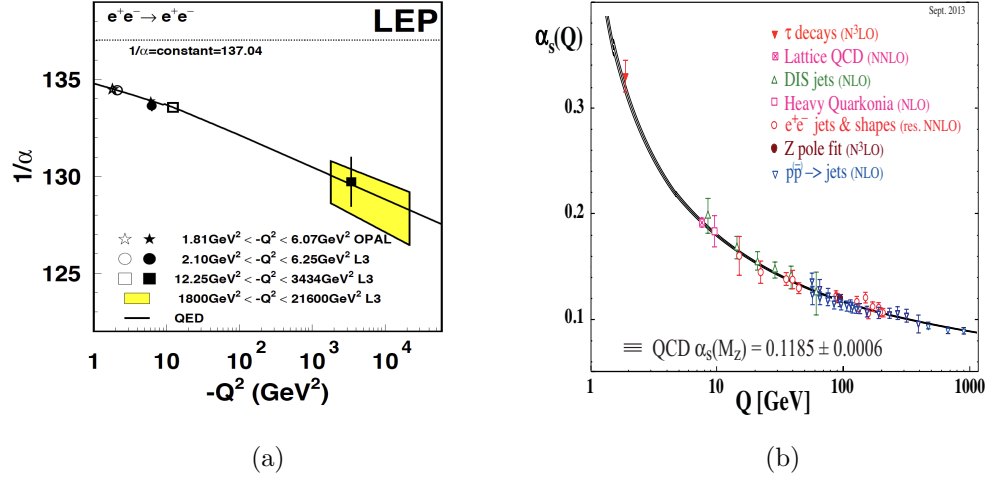 e⁺e⁻ → e⁺e⁻
LEP
1/α=constant=137.04
135
130
125
1/α
1.81GeV² < -Q² < 6.07GeV² OPAL
2.10GeV² < -Q² < 6.25GeV² L3
12.25GeV² < -Q² < 3434GeV² L3
1800GeV² < -Q² < 21600GeV² L3
QED
1 10 10² 10³ 10⁴
-Q² (GeV²)
(a)
Sept. 2013
αs(Q)
τ decays (N³LO)
Lattice QCD (NNLO)
DIS jets (NLO)
Heavy Quarkonia (NLO)
e⁺e⁻ jets & shapes (res. NNLO)
Z pole fit (N³LO)
pp(–) –> jets (NLO)
0.3
0.2
0.1
QCD αs(Mz) = 0.1185 ± 0.0006
1 10 100 1000
Q [GeV]
(b)